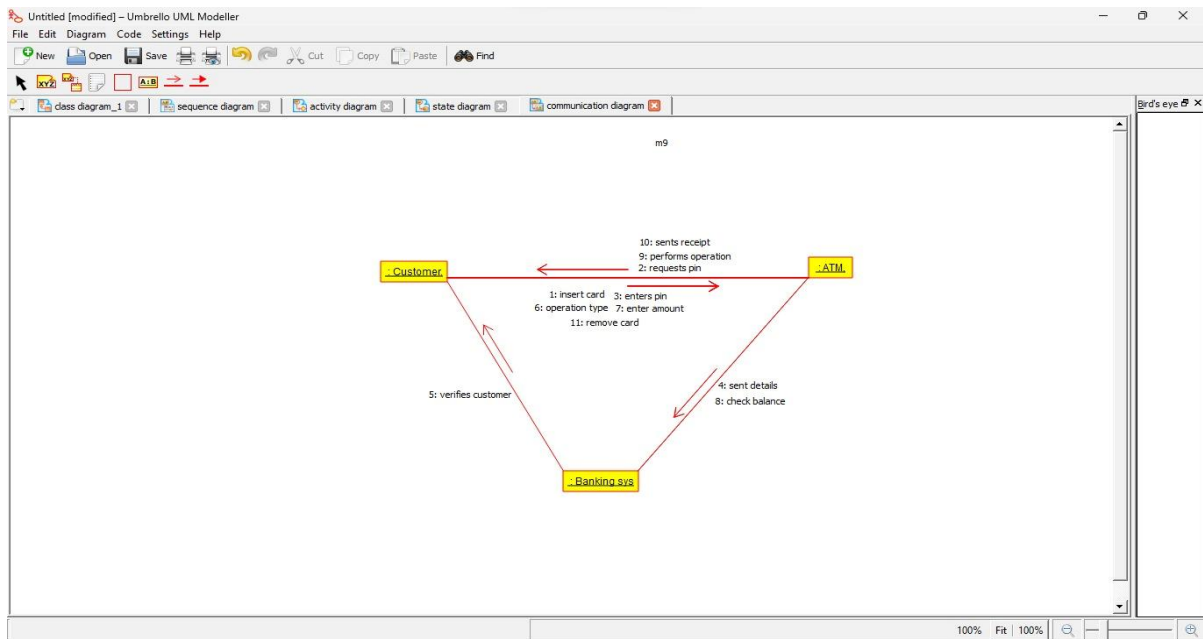 Untitled [modified] – Umbrello UML Modeller
File Edit Diagram Code Settings Help
New Open Save Cut Copy Paste Find
XYZ A:B
class diagram_1 sequence diagram activity diagram state diagram communication diagram Bird's eye
m9
10: sents receipt
9: performs operation
2: requests pin
: Customer
: ATM
1: insert card 3: enters pin
6: operation type 7: enter amount
11: remove card
4: sent details
5: verifies customer
8: check balance
: Banking sys
100% Fit 100%